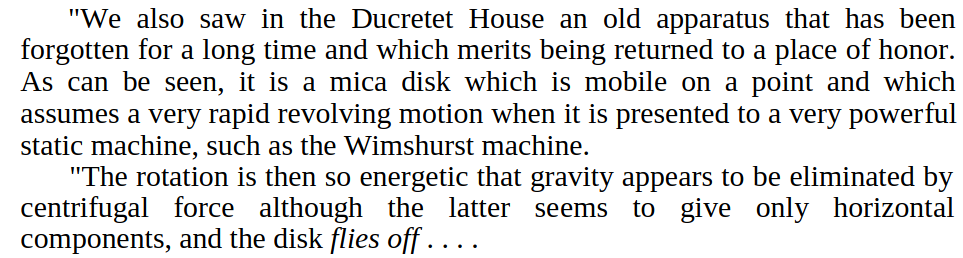 "We also saw in the Ducretet House an old apparatus that has been
forgotten for a long time and which merits being returned to a place of honor.
As can be seen, it is a mica disk which is mobile on a point and which
assumes a very rapid revolving motion when it is presented to a very powerful
static machine, such as the Wimshurst machine.
"The rotation is then so energetic that gravity appears to be eliminated by
centrifugal force although the latter seems to give only horizontal
components, and the disk flies off . . . .